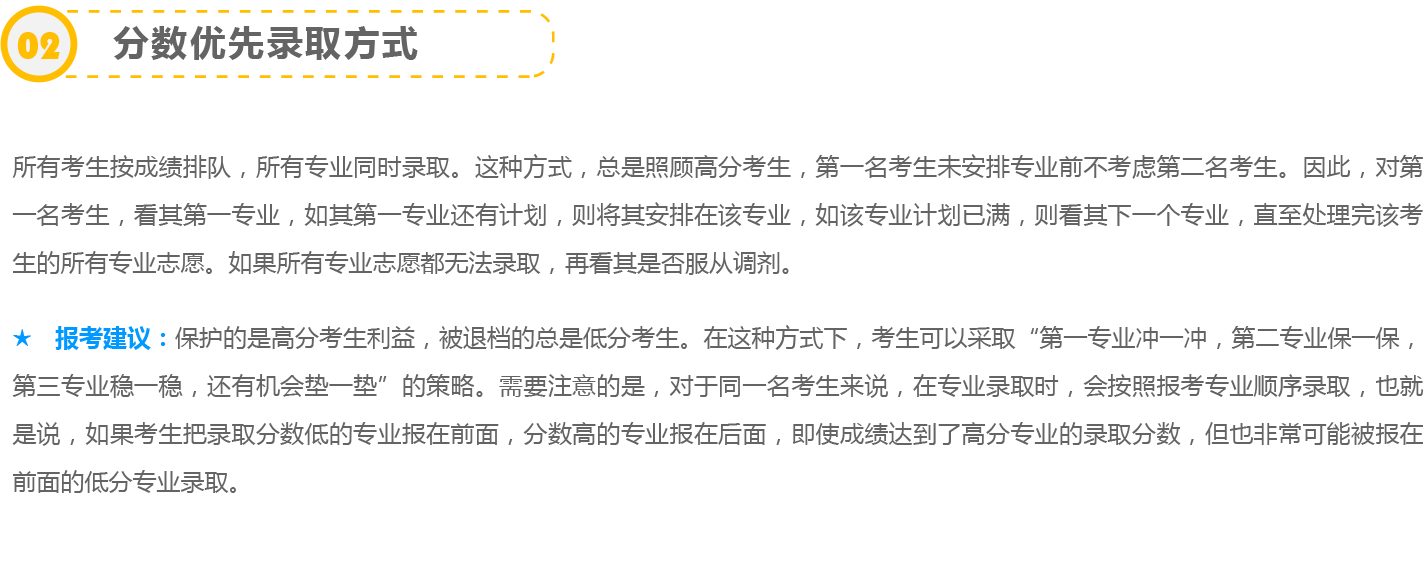 02 分数优先录取方式
所有考生按成绩排队，所有专业同时录取。这种方式，总是照顾高分考生，第一名考生未安排专业前不考虑第二名考生。因此，对第
一名考生，看其第一专业，如其第一专业还有计划，则将其安排在该专业，如该专业计划已满，则看其下一个专业，直至处理完该考
生的所有专业志愿。如果所有专业志愿都无法录取，再看其是否服从调剂。
★ 报考建议：保护的是高分考生利益，被退档的总是低分考生。在这种方式下，考生可以采取“第一专业冲一冲，第二专业保一保，
第三专业稳一稳，还有机会垫一垫”的策略。需要注意的是，对于同一名考生来说，在专业录取时，会按照报考专业顺序录取，也就
是说，如果考生把录取分数低的专业报在前面，分数高的专业报在后面，即使成绩达到了高分专业的录取分数，但也非常可能被报在
前面的低分专业录取。